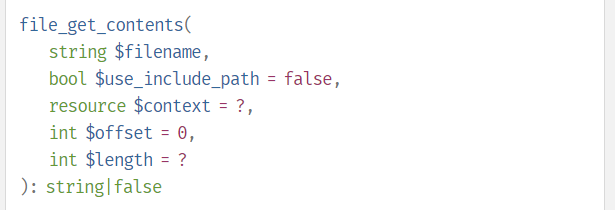 file_get_contents(
string $filename,
bool $use_include_path = false,
resource $context = ?,
int $offset = 0,
int $length = ?
): string|false